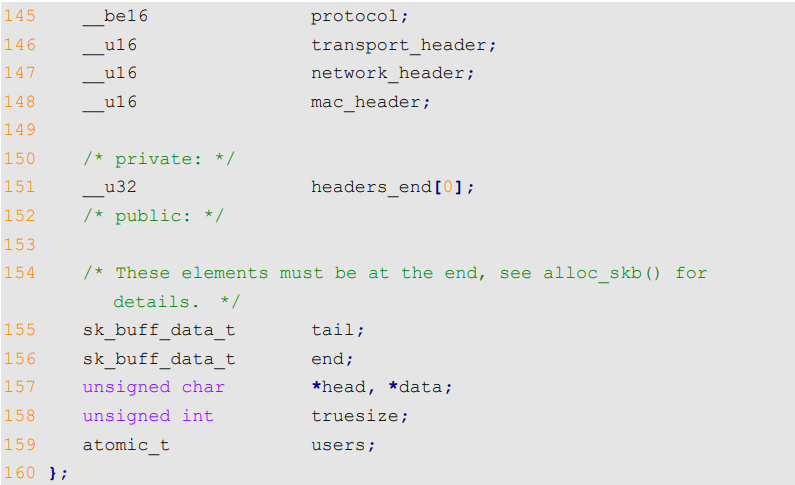 145 __be16 protocol;
146 __u16 transport_header;
147 __u16 network_header;
148 __u16 mac_header;
149
150 /* private: */
151 __u32 headers_end[0];
152 /* public: */
153
154 /* These elements must be at the end, see alloc_skb() for
details. */
155 sk_buff_data_t tail;
156 sk_buff_data_t end;
157 unsigned char *head, *data;
158 unsigned int truesize;
159 atomic_t users;
160 };